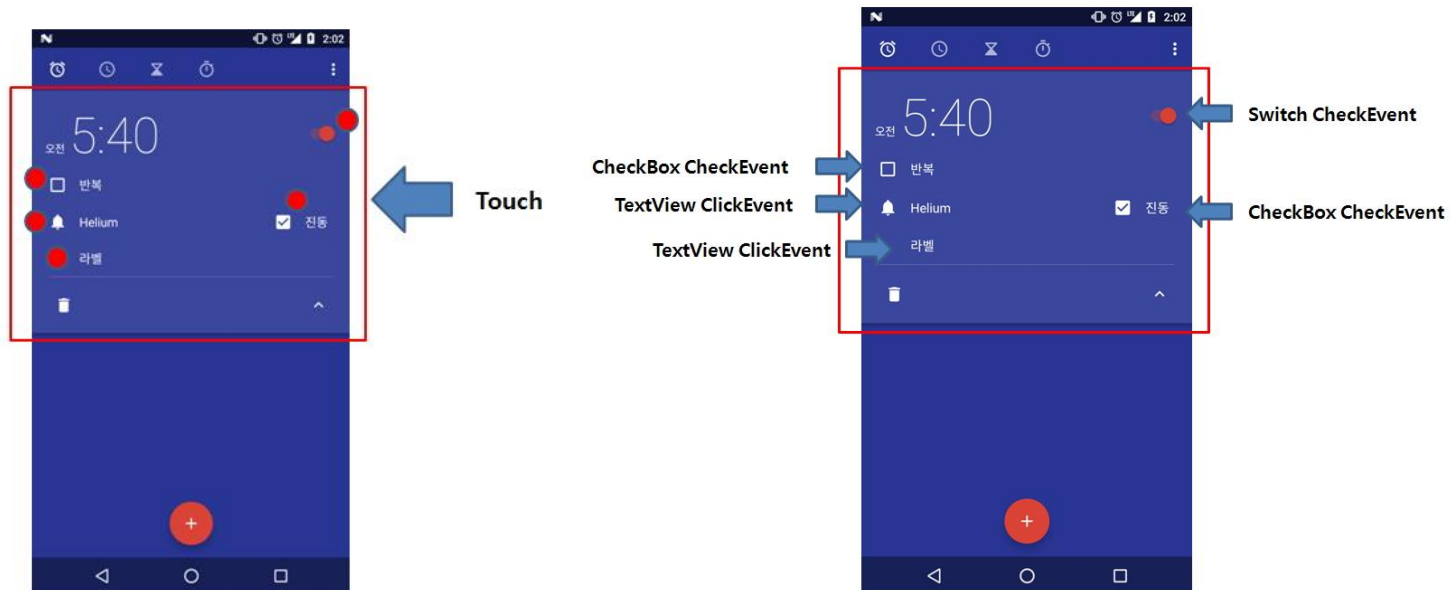 2:02
오전 5:40
반복
Helium
진동
라벨
Touch
2:02
오전 5:40
Switch CheckEvent
CheckBox CheckEvent
반복
TextView ClickEvent
Helium
진동
CheckBox CheckEvent
TextView ClickEvent
라벨